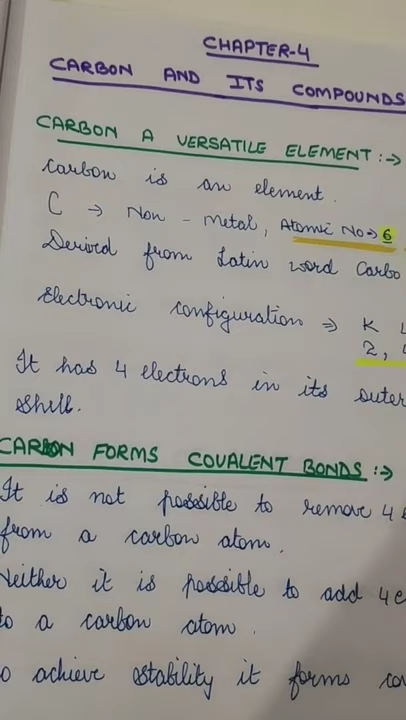 CHAPTER-4
CARBON AND ITS COMPOUNDS
CARBON A VERSATILE ELEMENT :->
Carbon is an element.
C → Non-Metal, Atomic No→ 6
Derived from Latin word Carbo
Electronic configuration ⇒ K L
2, 4
It has 4 electrons in its outer
shell.
CARBON FORMS COVALENT BONDS :->
It is not possible to remove 4 e
from a carbon atom.
Neither it is possible to add 4e
to a carbon atom.
o achieve stability it forms cov